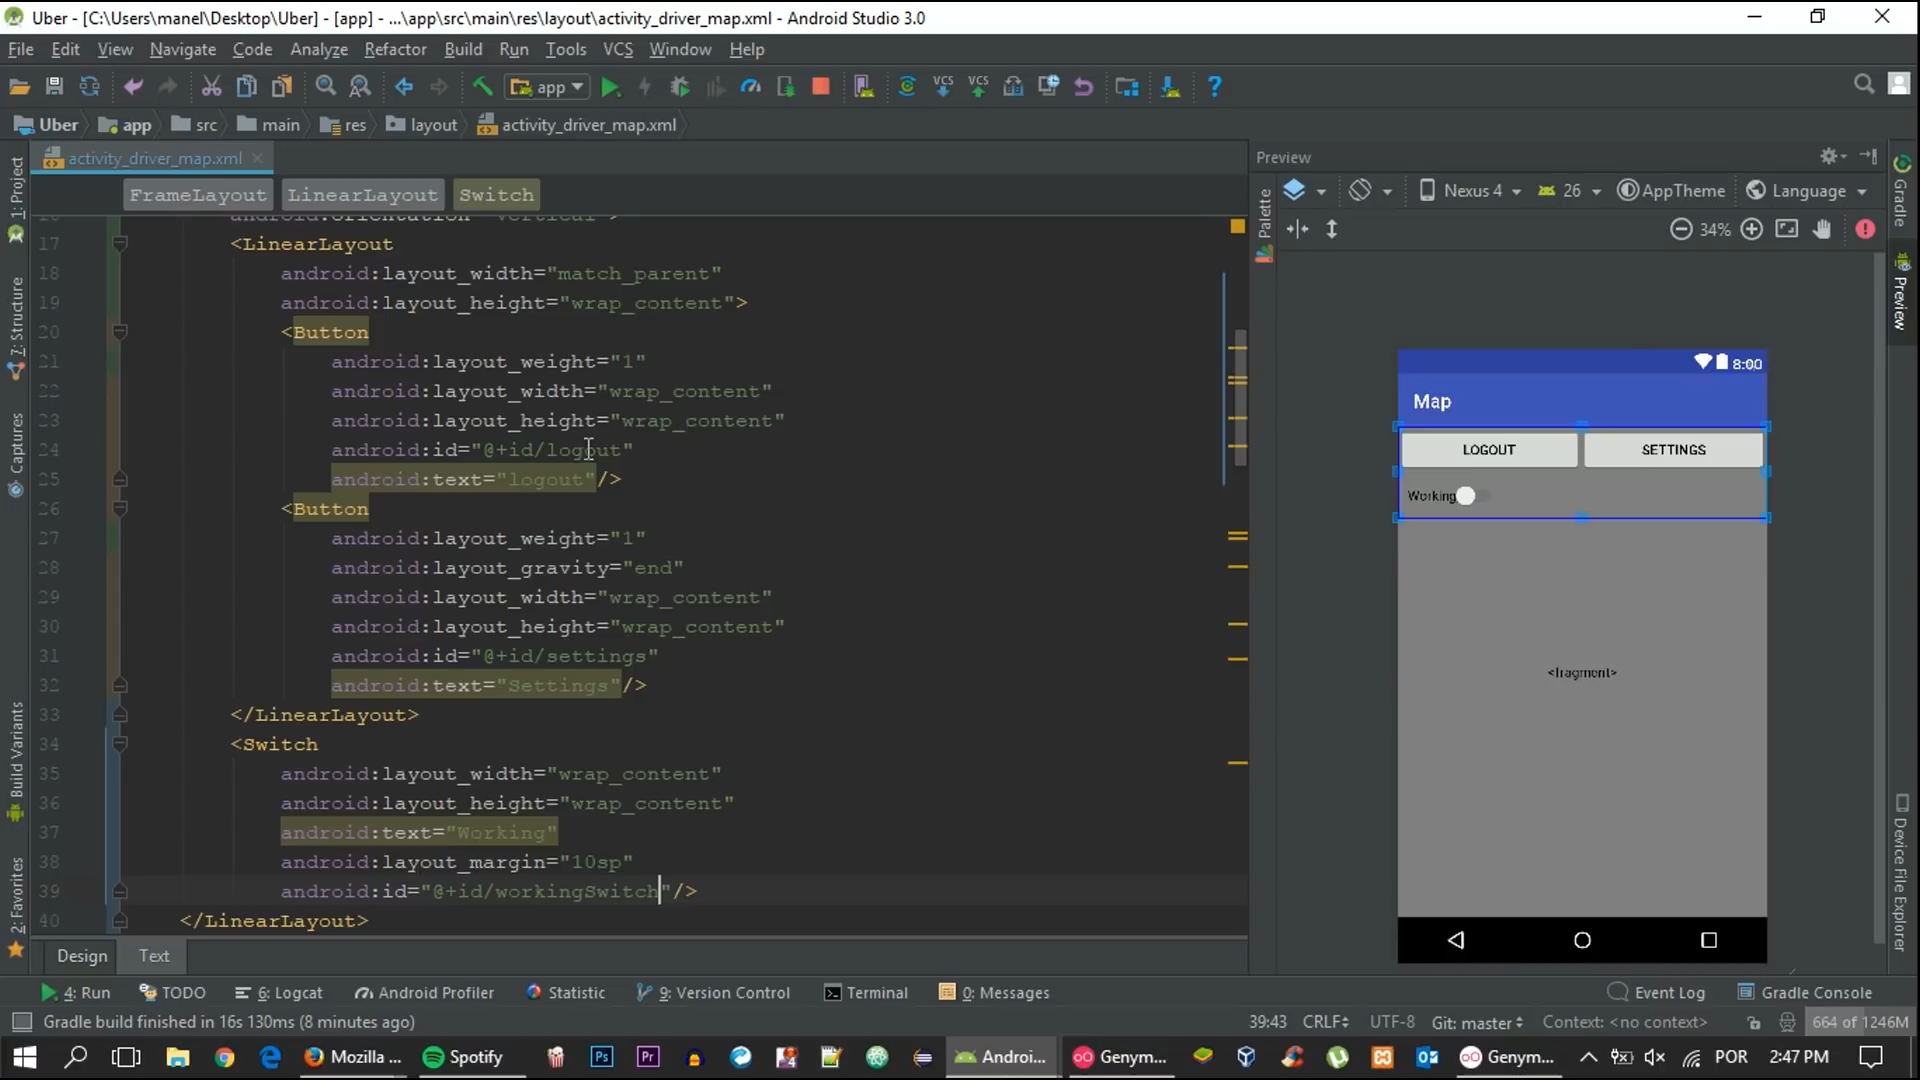 Uber - [C:\Users\manel\Desktop\Uber] - [app] - ...\app\src\main\res\layout\activity_driver_map.xml - Android Studio 3.0
File Edit View Navigate Code Analyze Refactor Build Run Tools VCS Window Help
app VCS VCS
Uber app src main res layout activity_driver_map.xml
activity_driver_map.xml
FrameLayout LinearLayout Switch
17 <LinearLayout
18 android:layout_width="match_parent"
19 android:layout_height="wrap_content">
20 <Button
21 android:layout_weight="1"
22 android:layout_width="wrap_content"
23 android:layout_height="wrap_content"
24 android:id="@+id/logout"
25 android:text="logout"/>
26 <Button
27 android:layout_weight="1"
28 android:layout_gravity="end"
29 android:layout_width="wrap_content"
30 android:layout_height="wrap_content"
31 android:id="@+id/settings"
32 android:text="Settings"/>
33 </LinearLayout>
34 <Switch
35 android:layout_width="wrap_content"
36 android:layout_height="wrap_content"
37 android:text="Working"
38 android:layout_margin="10sp"
39 android:id="@+id/workingSwitch"/>
40 </LinearLayout>
Design Text
1: Project
7: Structure
Captures
Build Variants
2: Favorites
Preview
Palette
Nexus 4 26 AppTheme Language
34%
8:00
Map
LOGOUT SETTINGS
Working
<fragment>
Gradle
Preview
Device File Explorer
4: Run TODO 6: Logcat Android Profiler Statistic 9: Version Control Terminal 0: Messages Event Log Gradle Console
Gradle build finished in 16s 130ms (8 minutes ago) 39:43 CRLF UTF-8 Git: master Context: <no context> 664 of 1246M
Mozilla ... Spotify Ps Pr Androi... Genym... Genym... POR 2:47 PM